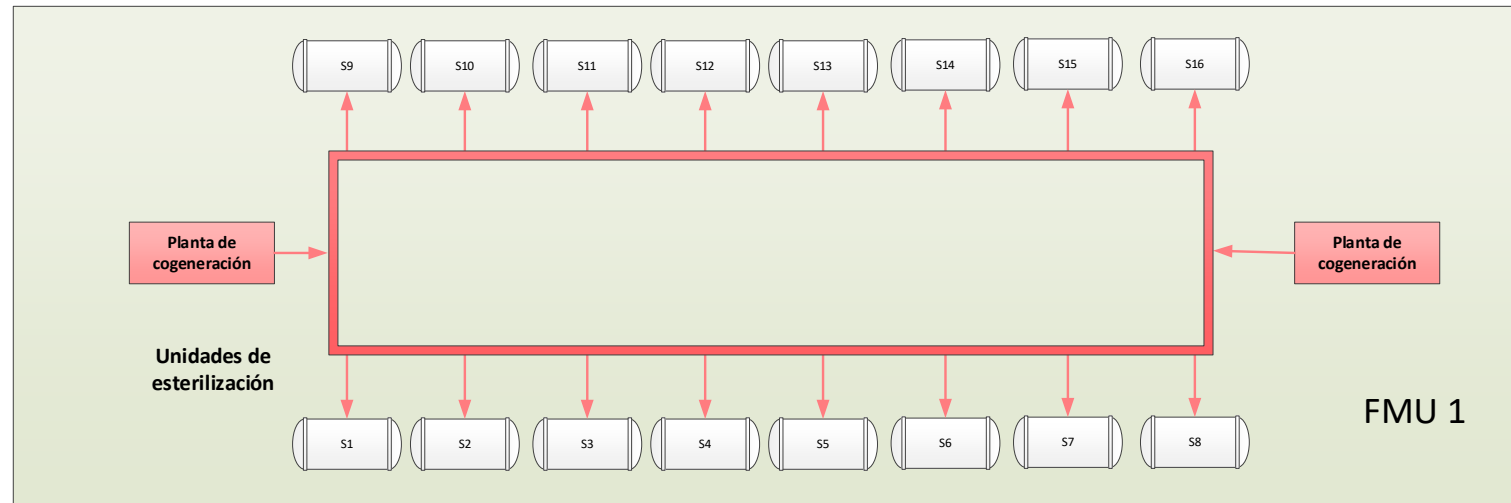 S9 S10 S11 S12 S13 S14 S15 S16
Planta de
cogeneración
Planta de
cogeneración
Unidades de
esterilización
S1 S2 S3 S4 S5 S6 S7 S8
FMU 1